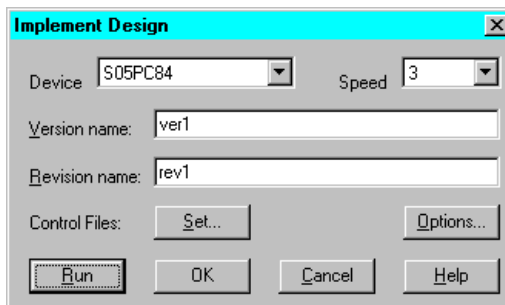 Implement Design
Device S05PC84 Speed 3
Version name: ver1
Revision name: rev1
Control Files: Set... Options...
Run OK Cancel Help